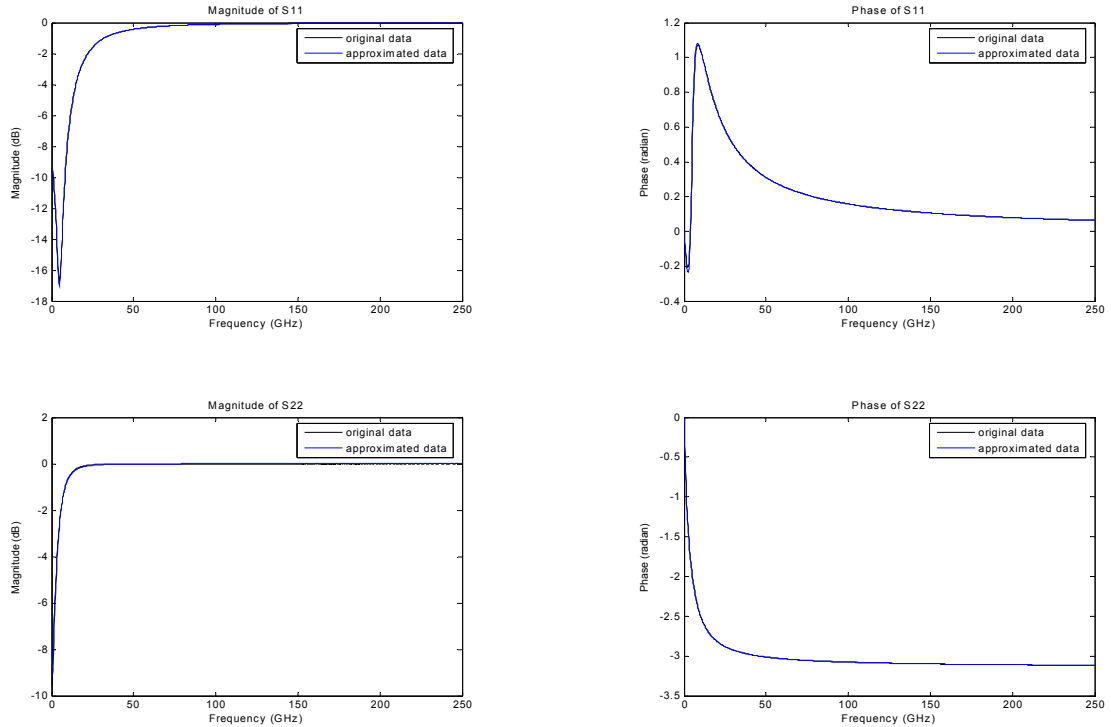 Magnitude of S11
0
-2
-4
-6
-8
-10
-12
-14
-16
-18
Magnitude (dB)
original data
approximated data
0 50 100 150 200 250
Frequency (GHz)
Phase of S11
1.2
1
0.8
0.6
0.4
0.2
0
-0.2
-0.4
Phase (radian)
original data
approximated data
0 50 100 150 200 250
Frequency (GHz)
Magnitude of S22
2
0
-2
-4
-6
-8
-10
Magnitude (dB)
original data
approximated data
0 50 100 150 200 250
Frequency (GHz)
Phase of S22
0
-0.5
-1
-1.5
-2
-2.5
-3
-3.5
Phase (radian)
original data
approximated data
0 50 100 150 200 250
Frequency (GHz)